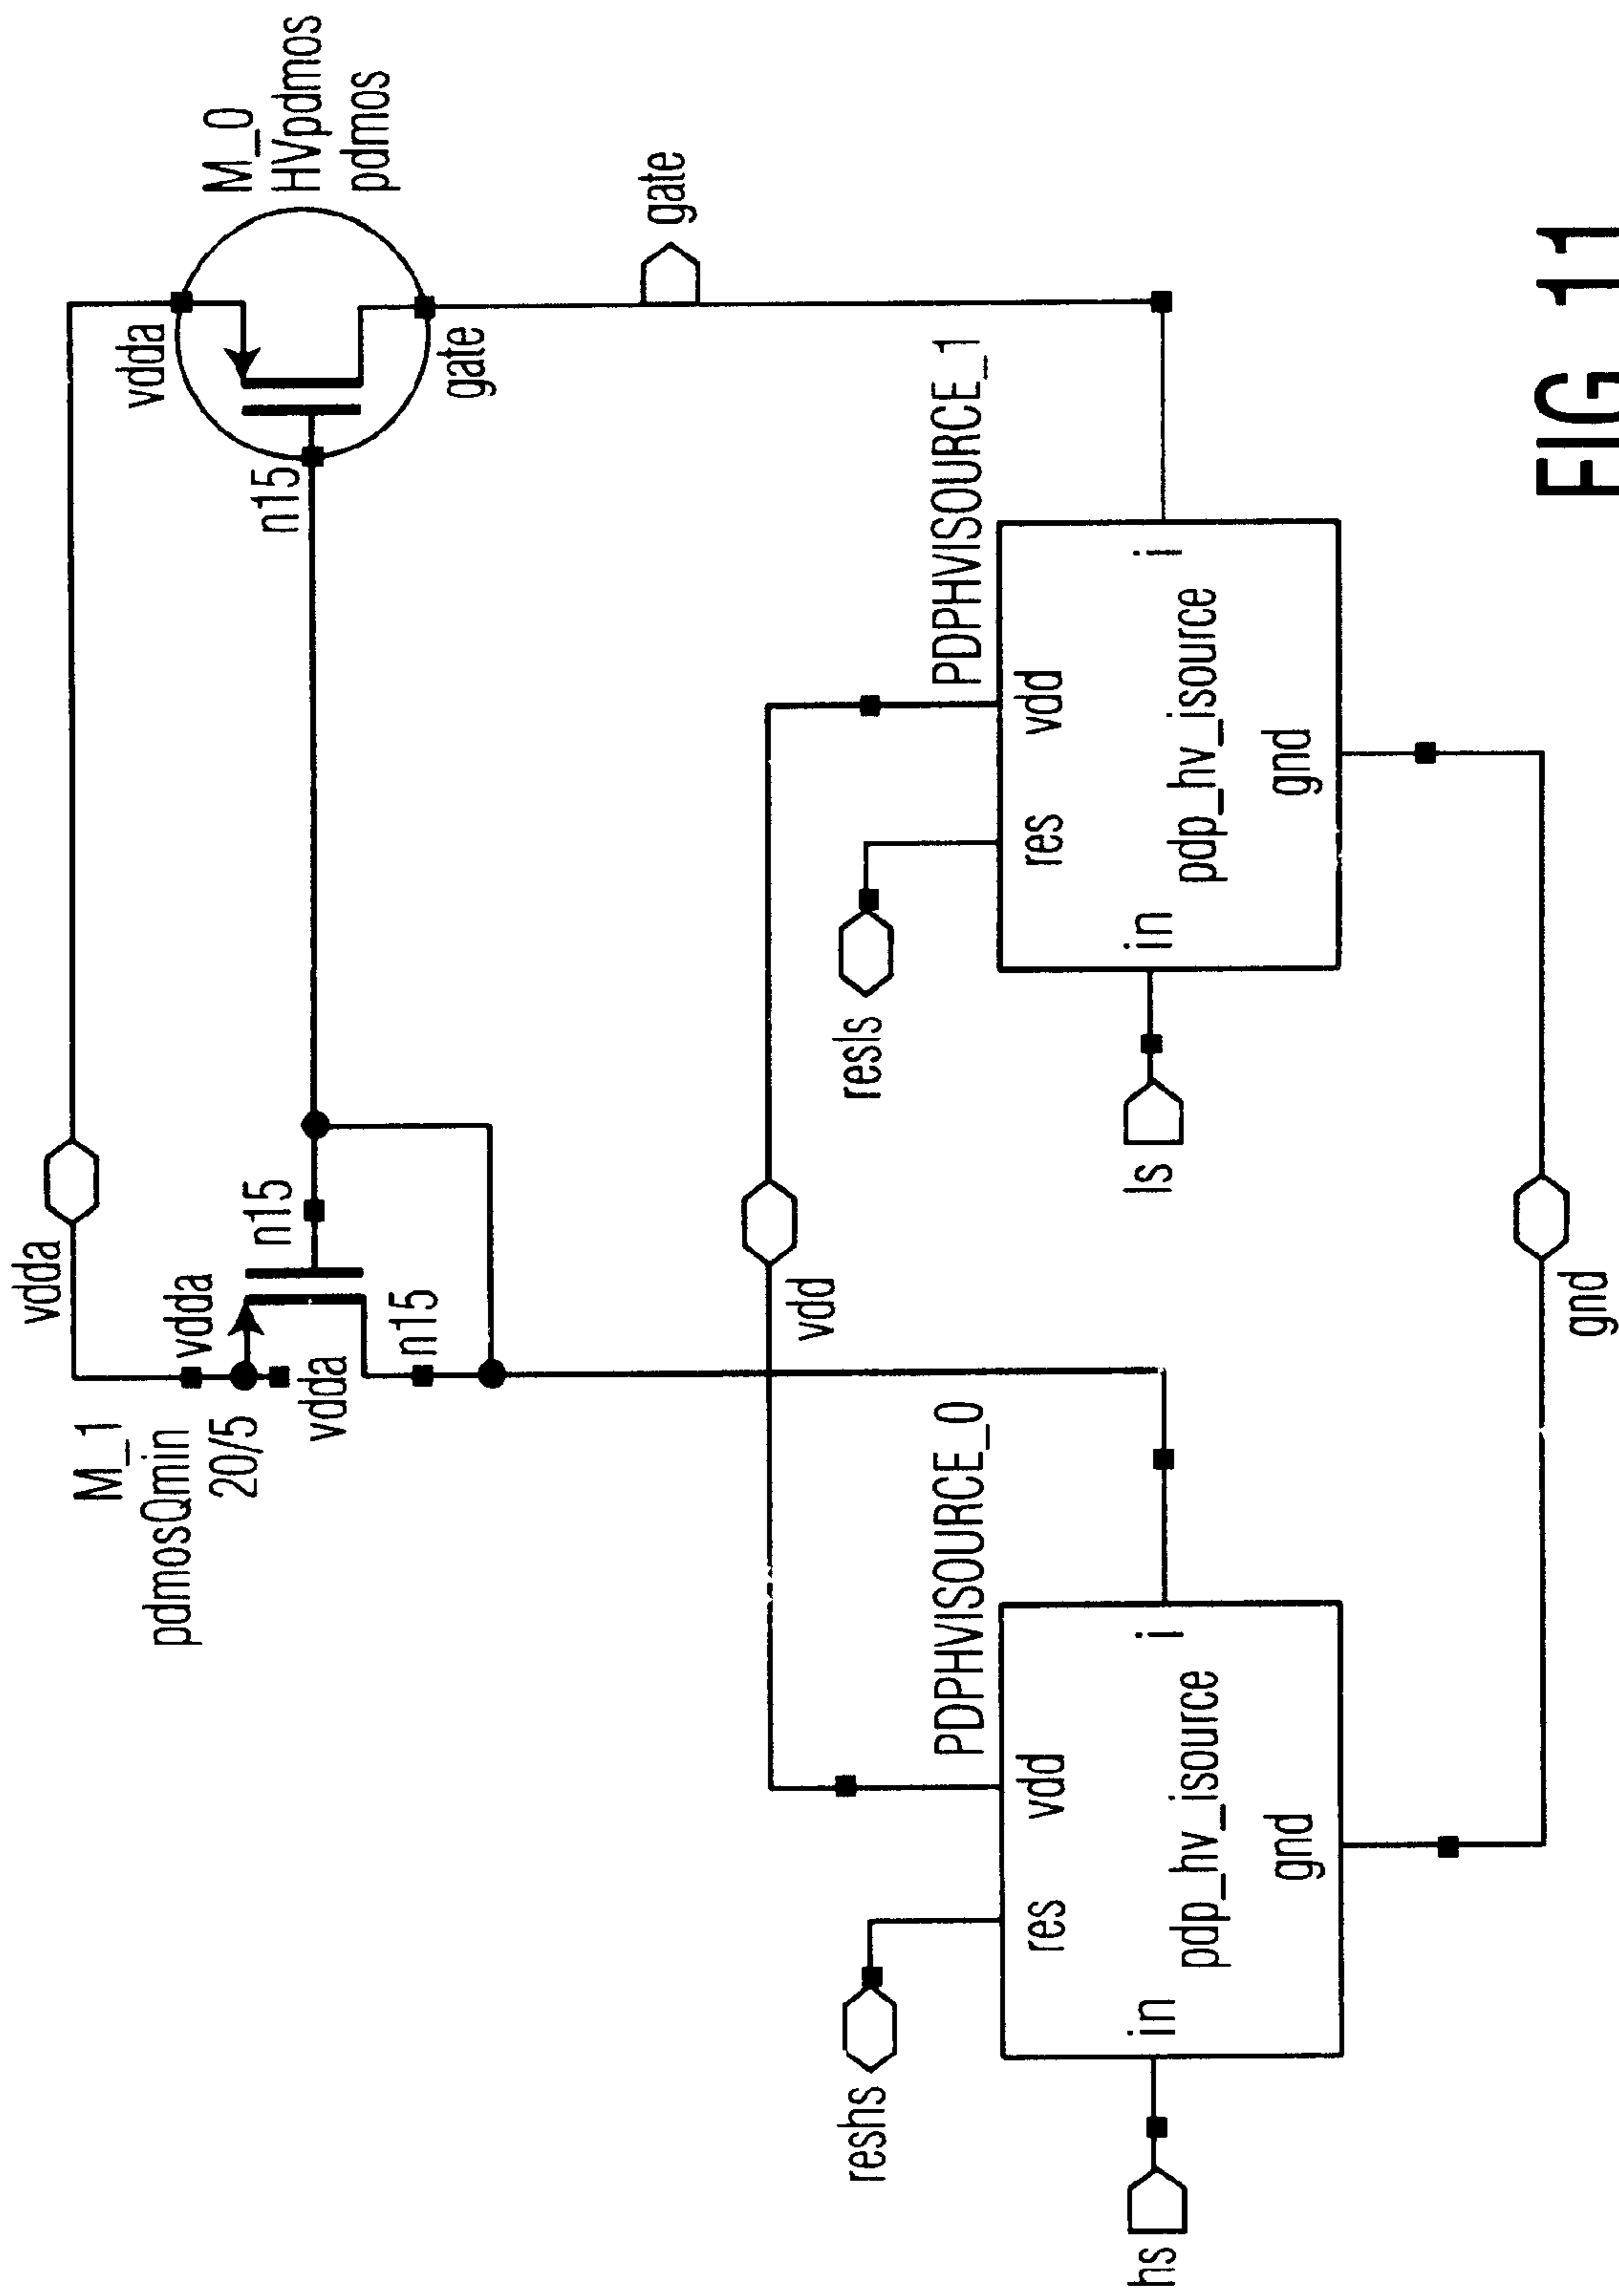 vdda
M_1
pdmosQmin
20/5
vdda
vdda
n15
n15
M_0
HVpdmos
pdmos
vdda
n15
gate
gate
vdd
reshs
PDPHVISOURCE_0
res
vdd
in
i
pdp_hv_isource
gnd
hs
resls
PDPHVISOURCE_1
res
vdd
in
i
pdp_hv_isource
gnd
ls
gnd
FIG. 11